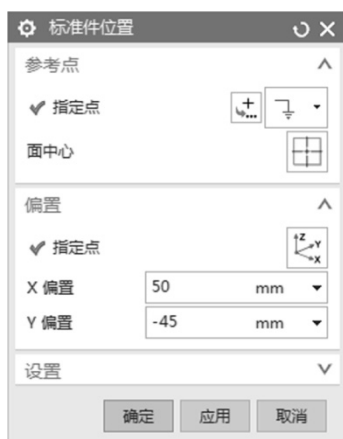 标准件位置
参考点
指定点
面中心
偏置
指定点
Z
Y
X
X 偏置 50 mm
Y 偏置 -45 mm
设置
确定 应用 取消